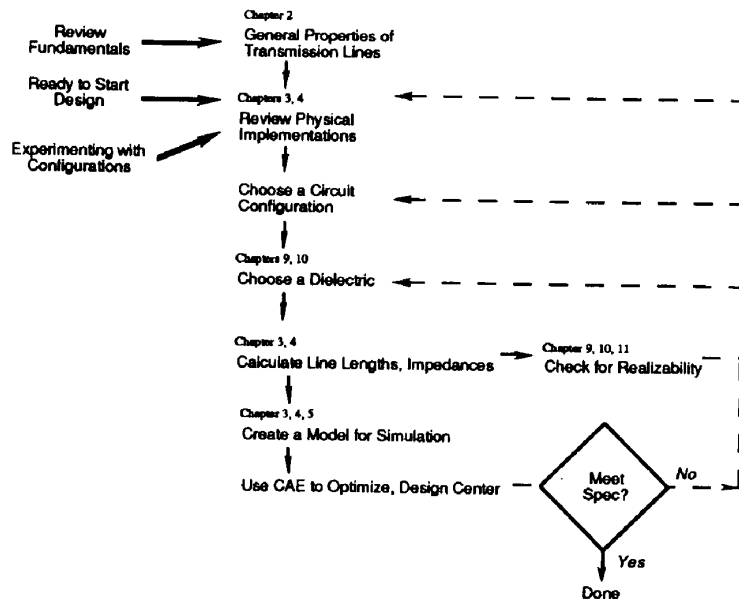 Chapter 2
Review
Fundamentals
General Properties of
Transmission Lines
Ready to Start
Design
Chapters 3, 4
Review Physical
Implementations
Experimenting with
Configurations
Choose a Circuit
Configuration
Chapters 9, 10
Choose a Dielectric
Chapter 3, 4
Calculate Line Lengths, Impedances
Chapter 9, 10, 11
Check for Realizability
Chapter 3, 4, 5
Create a Model for Simulation
Use CAE to Optimize, Design Center
Meet
Spec?
No
Yes
Done